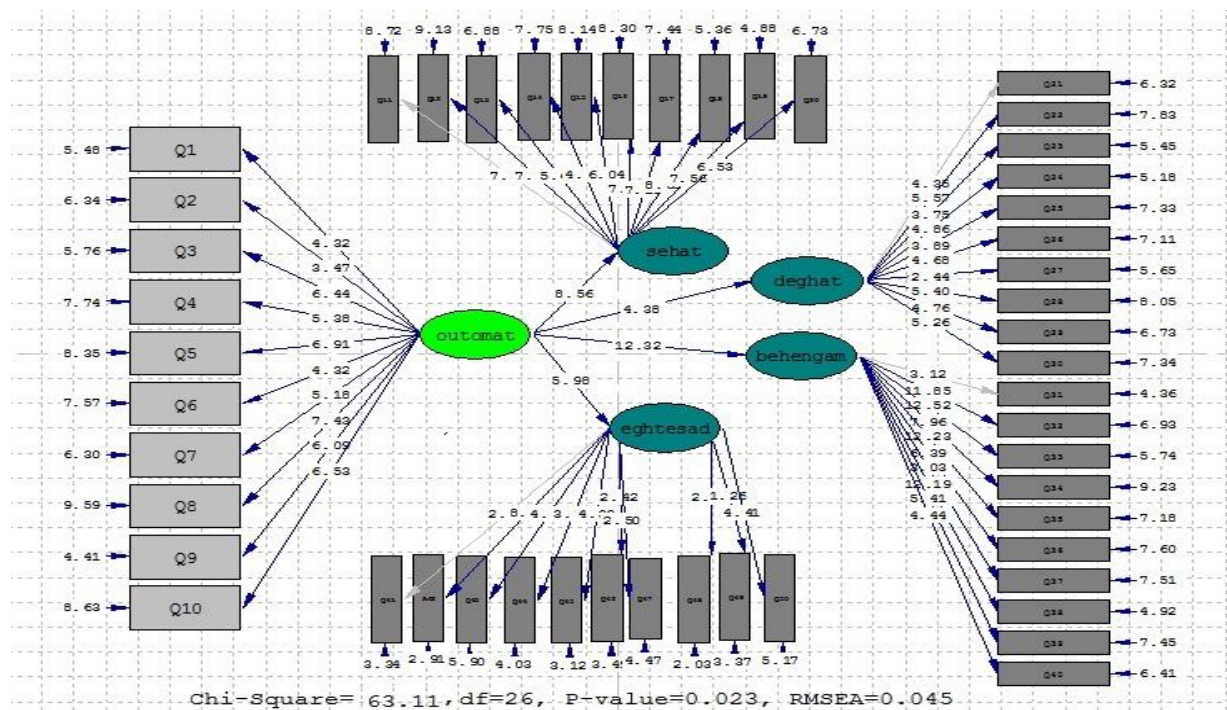 8.72 9.13 6.88 7.75 8.14 8.30 7.44 5.36 4.88 6.73
Q11 Q17 Q18 Q19
5.48 Q1
6.34 Q2
5.76 Q3
7.74 Q4
8.35 Q5
7.57 Q6
6.30 Q7
9.59 Q8
4.41 Q9
8.63 Q10
4.32
3.47
6.44
5.38
6.91
4.32
5.18
7.43
6.09
6.53
outomat
8.56
4.38
12.32
5.98
6.04 7.56 6.53
sehat
deghat
behengam
eghtesad
4.35
5.57
3.75
4.86
3.89
4.68
2.44
5.40
4.76
5.26
Q21 6.32
Q22 7.83
Q23 5.45
Q24 5.18
Q25 7.33
Q26 7.11
Q27 5.65
8.05
6.73
Q30 7.34
3.12
11.85
12.52
7.96
12.23
6.39
12.19
5.41
4.44
Q31 4.36
Q32 6.93
Q33 5.74
Q34 9.23
Q35 7.18
Q36 7.60
Q37 7.51
Q38 4.92
Q39 7.45
Q40 6.41
2.42
2.50
4.41
3.34 2.91 5.90 4.03 3.12 4.47 2.03 3.37 5.17
Chi-Square= 63.11, df=26, P-value=0.023, RMSEA=0.045